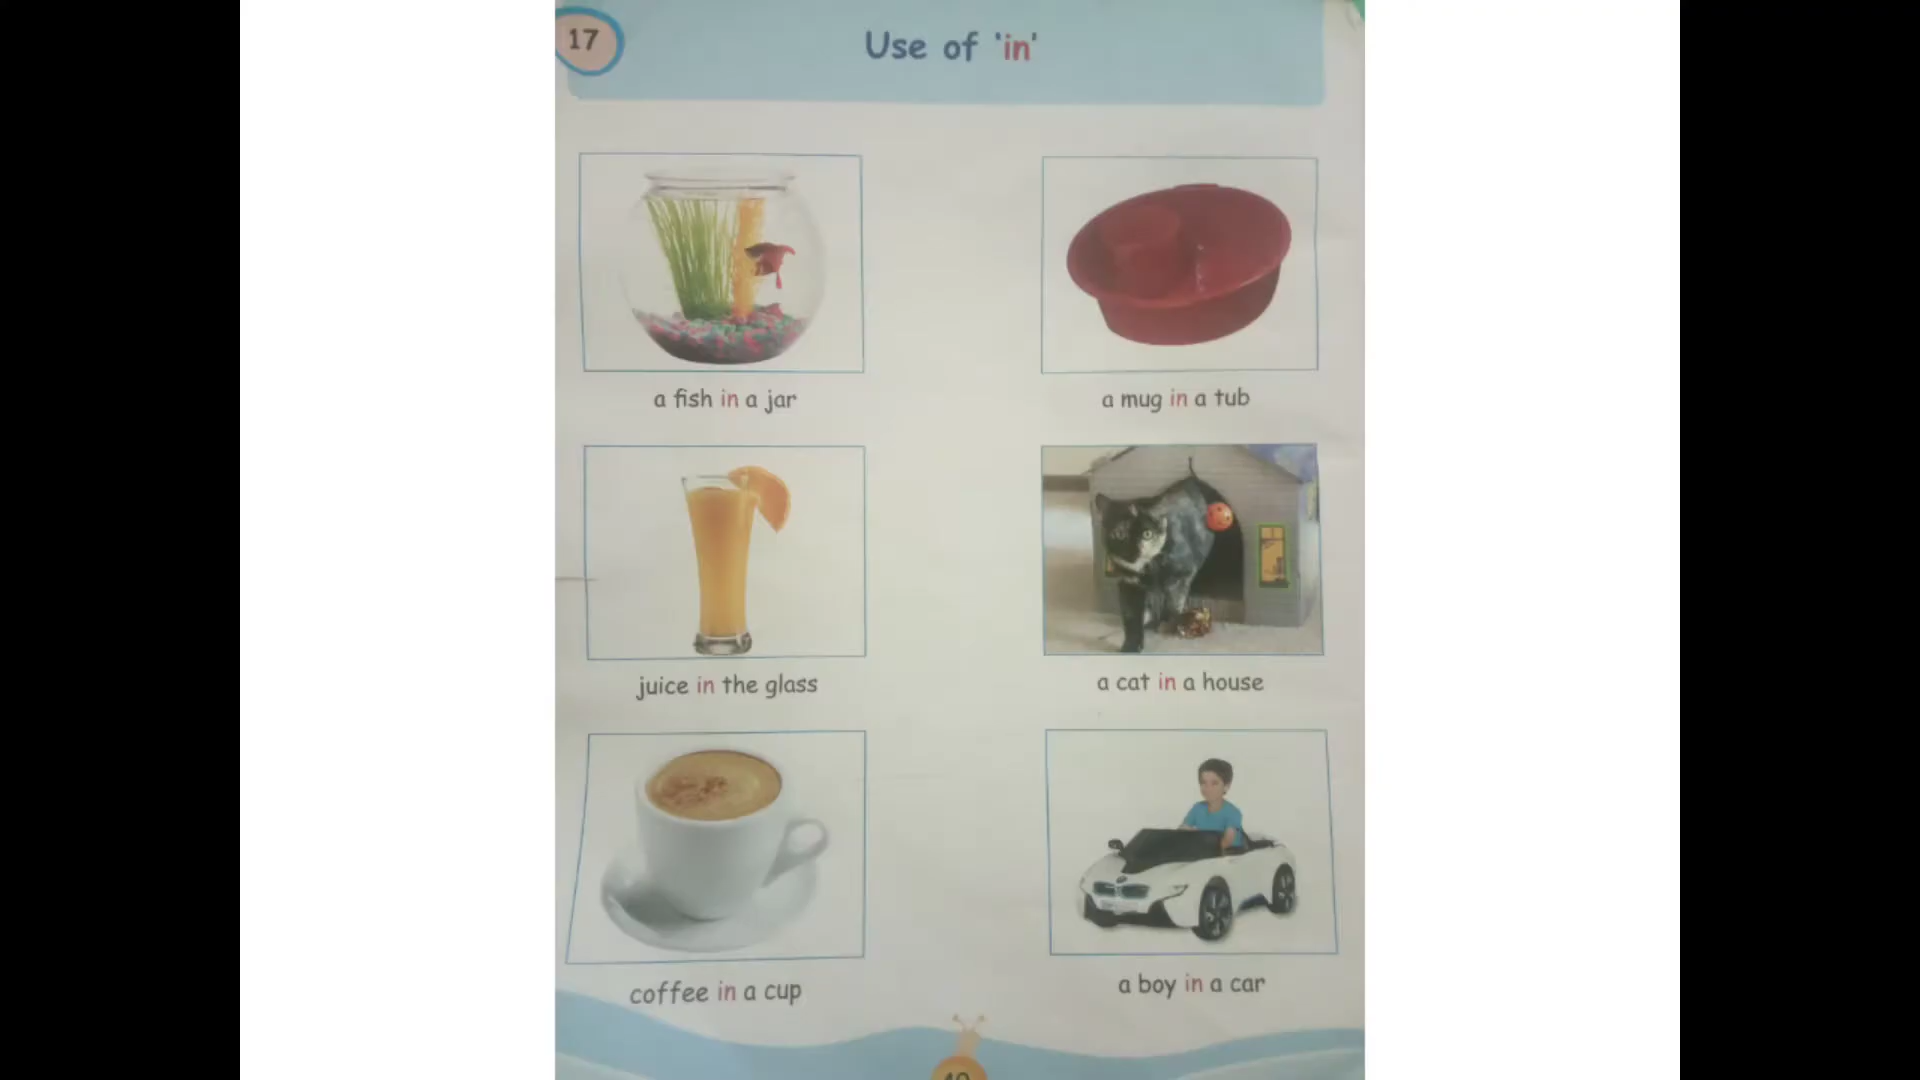 17
Use of 'in'
a fish in a jar
a mug in a tub
juice in the glass
a cat in a house
coffee in a cup
a boy in a car